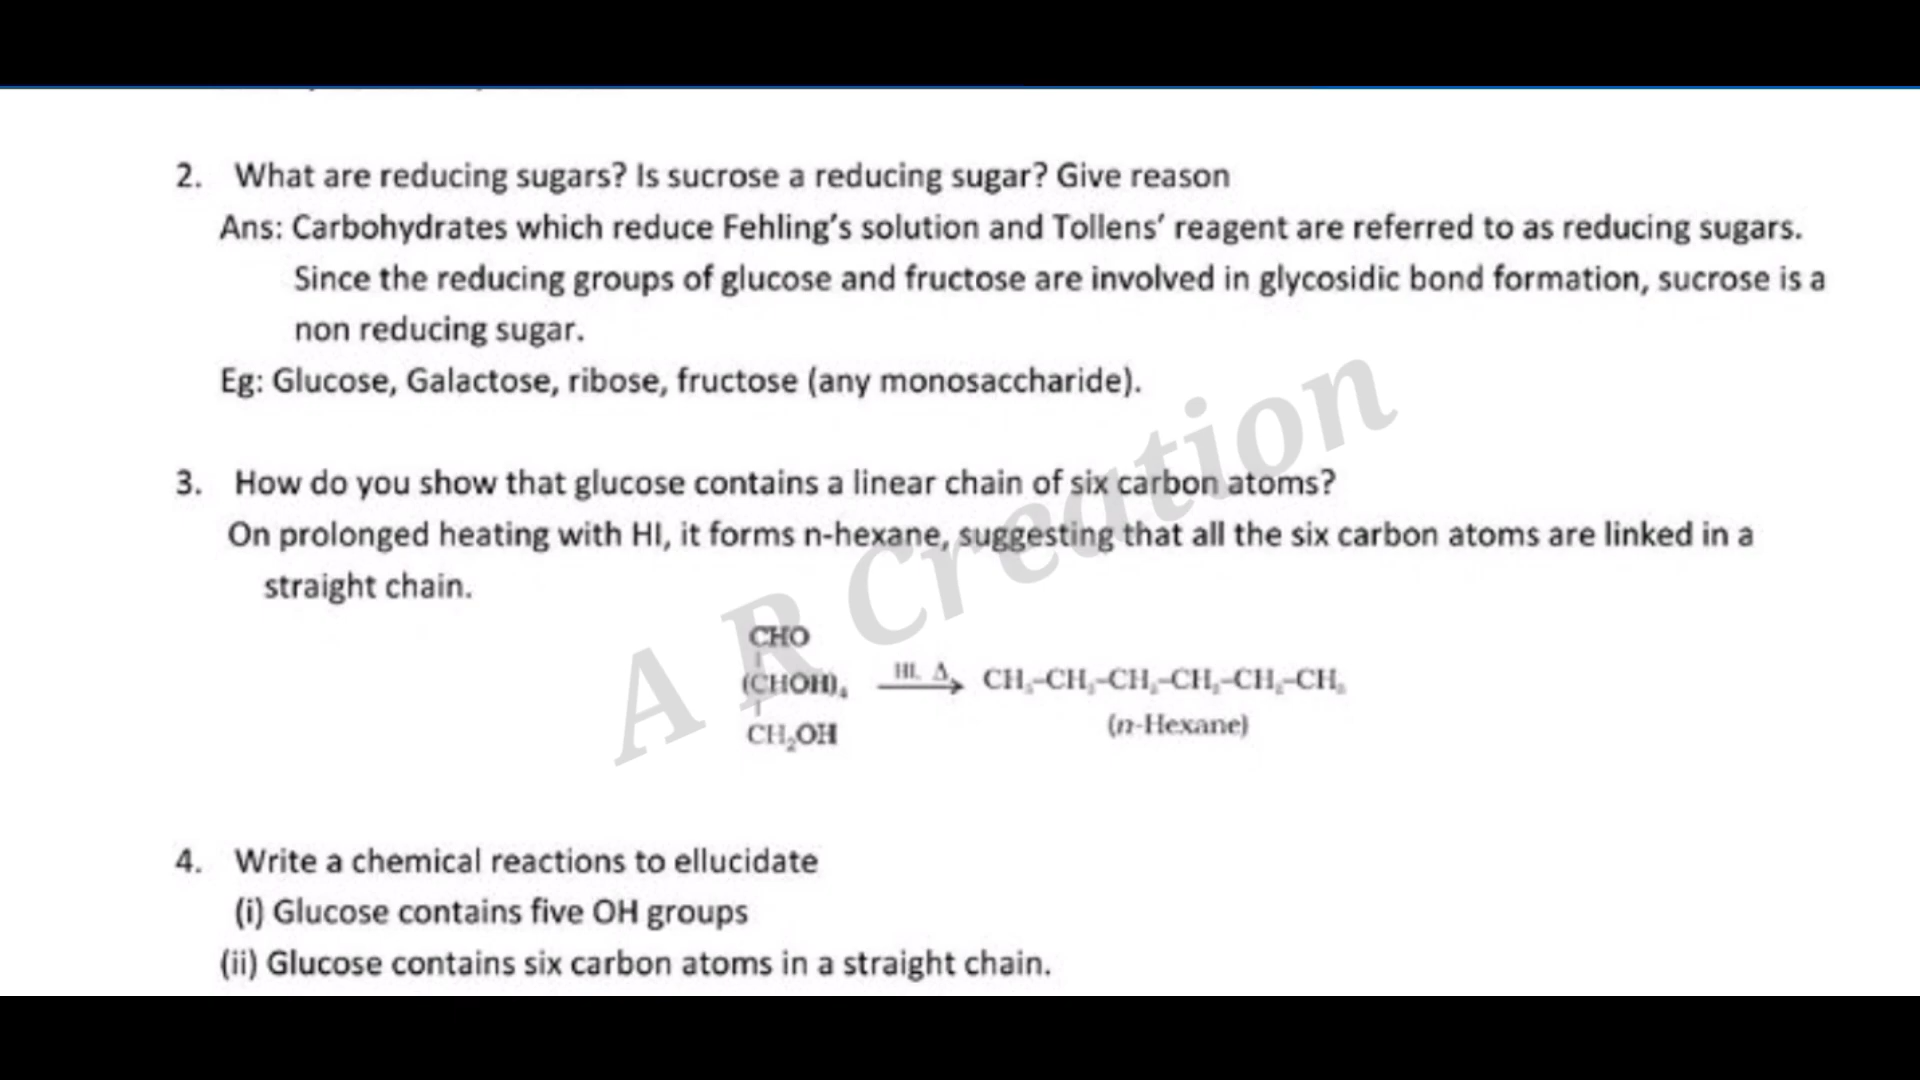 2. What are reducing sugars? Is sucrose a reducing sugar? Give reason
Ans: Carbohydrates which reduce Fehling’s solution and Tollens’ reagent are referred to as reducing sugars.
Since the reducing groups of glucose and fructose are involved in glycosidic bond formation, sucrose is a
non reducing sugar.
Eg: Glucose, Galactose, ribose, fructose (any monosaccharide).
3. How do you show that glucose contains a linear chain of six carbon atoms?
On prolonged heating with HI, it forms n-hexane, suggesting that all the six carbon atoms are linked in a
straight chain.
CHO
(CHOH)₄ HI, Δ CH₃-CH₂-CH₂-CH₂-CH₂-CH₃
CH₂OH (n-Hexane)
A R Creation
4. Write a chemical reactions to ellucidate
(i) Glucose contains five OH groups
(ii) Glucose contains six carbon atoms in a straight chain.